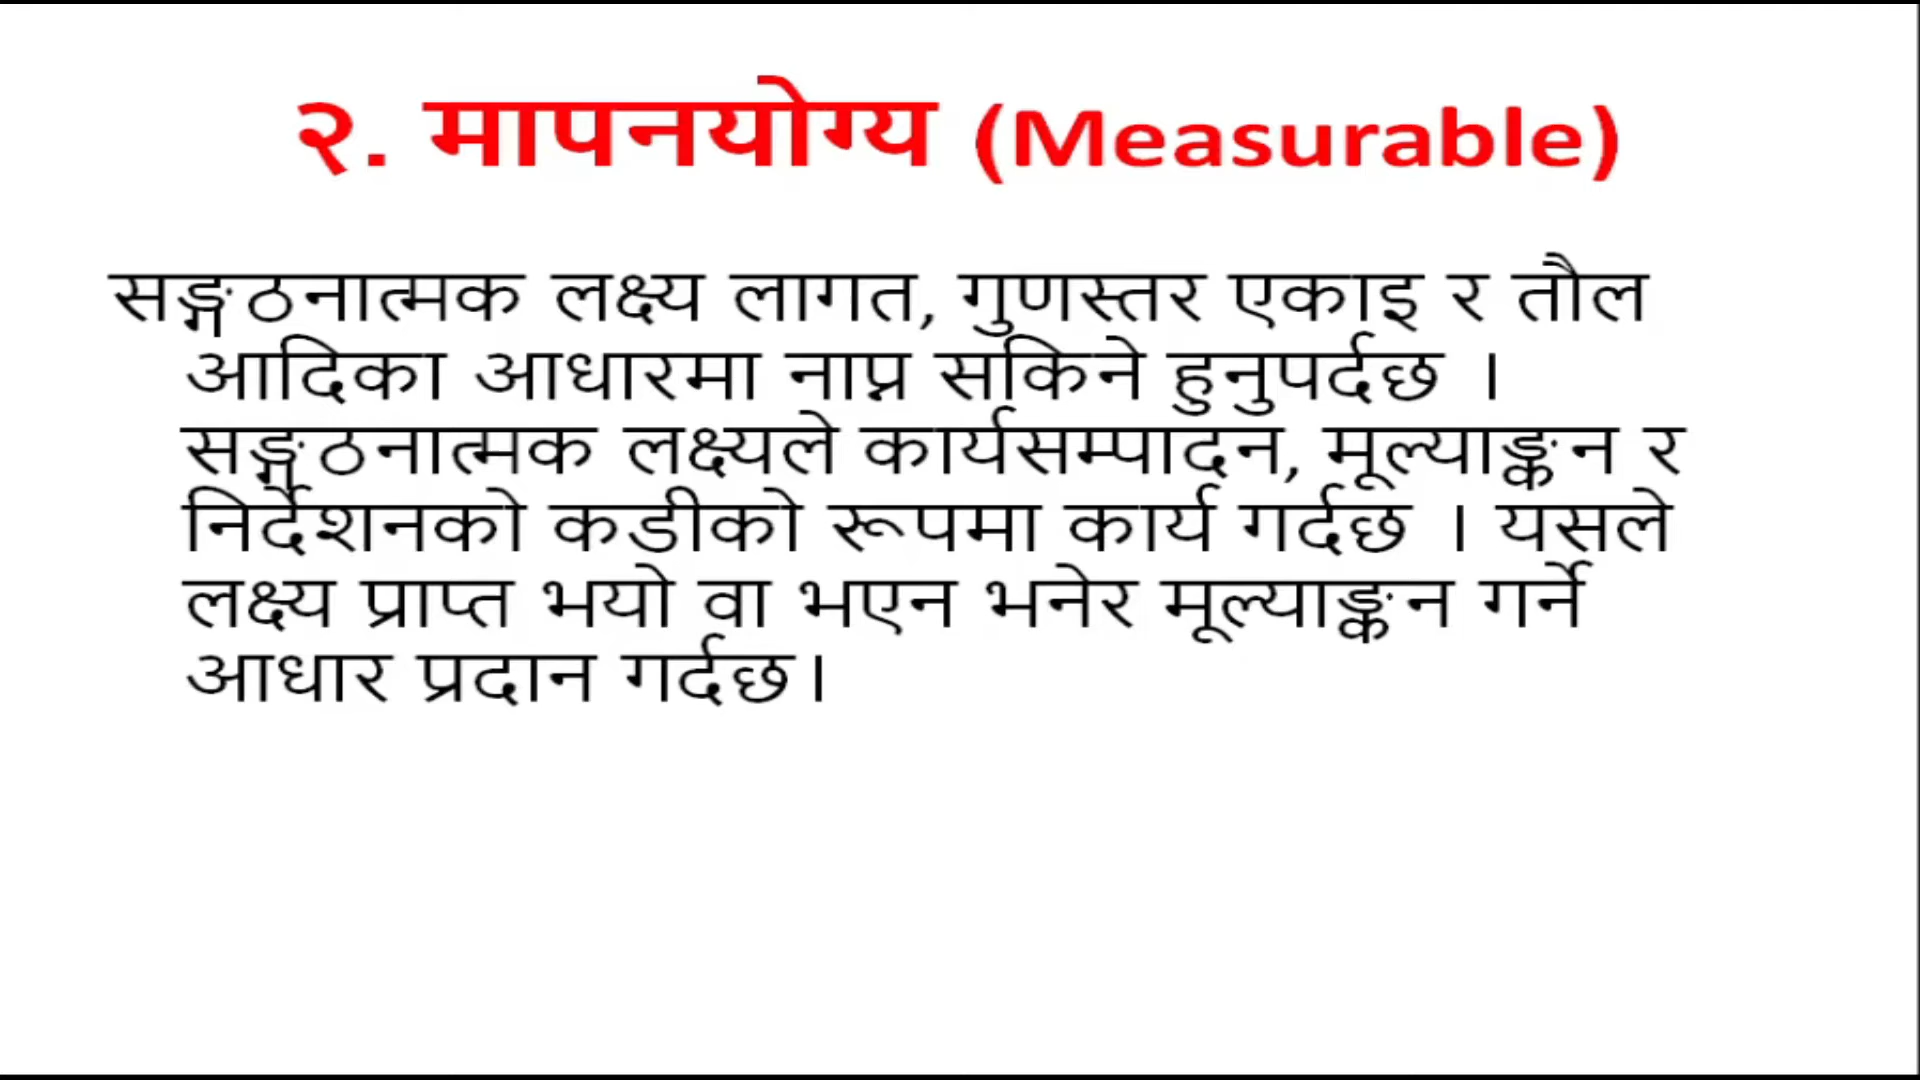 २. मापनयोग्य (Measurable)
सङ्गठनात्मक लक्ष्य लागत, गुणस्तर एकाइ र तौल
आदिका आधारमा नाप्न सकिने हुनुपर्दछ ।
सङ्गठनात्मक लक्ष्यले कार्यसम्पादन, मूल्याङ्कन र
निर्देशनको कडीको रूपमा कार्य गर्दछ । यसले
लक्ष्य प्राप्त भयो वा भएन भनेर मूल्याङ्कन गर्ने
आधार प्रदान गर्दछ।